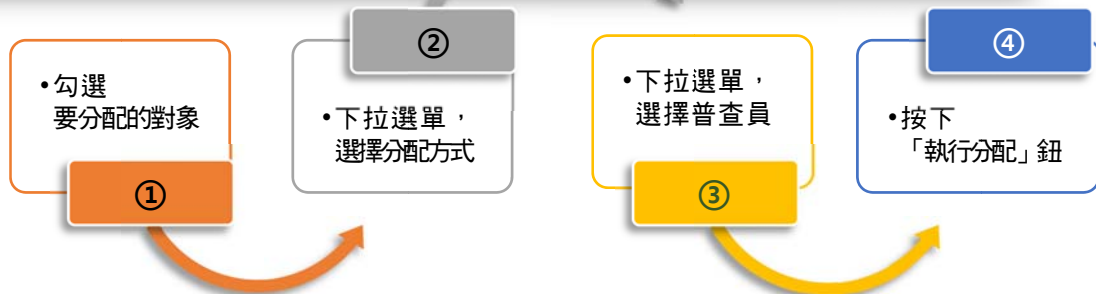 •勾選
要分配的對象
①
②
•下拉選單，
選擇分配方式
•下拉選單，
選擇普查員
③
④
•按下
「執行分配」鈕